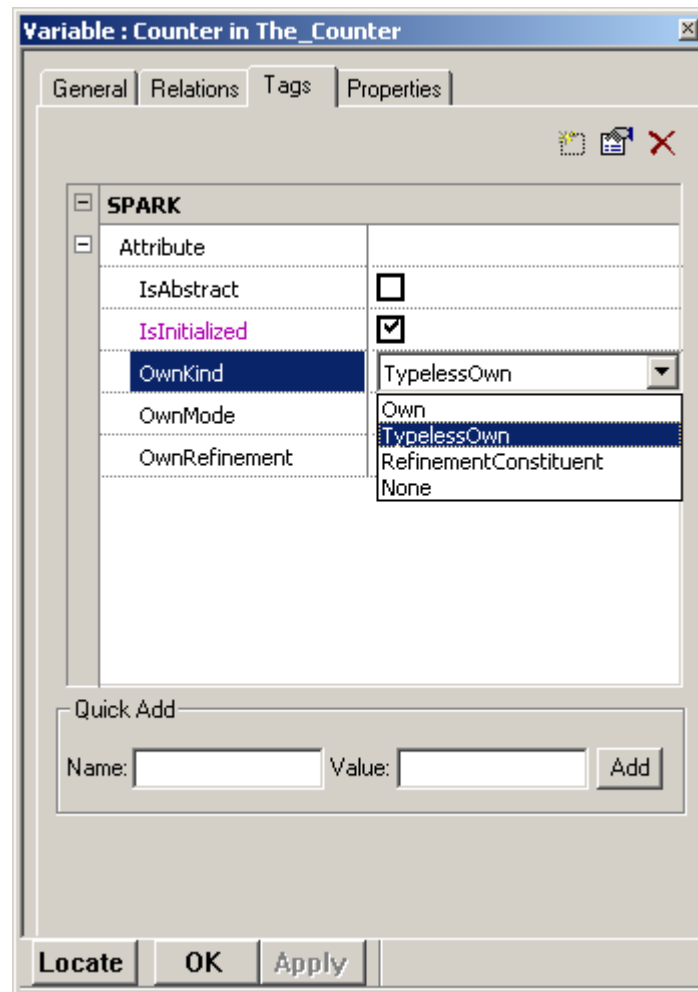 Variable : Counter in The_Counter
General Relations Tags Properties
SPARK
Attribute
IsAbstract
IsInitialized
OwnKind TypelessOwn
Own
OwnMode
TypelessOwn
RefinementConstituent
OwnRefinement
None
Quick Add
Name: Value: Add
Locate OK Apply